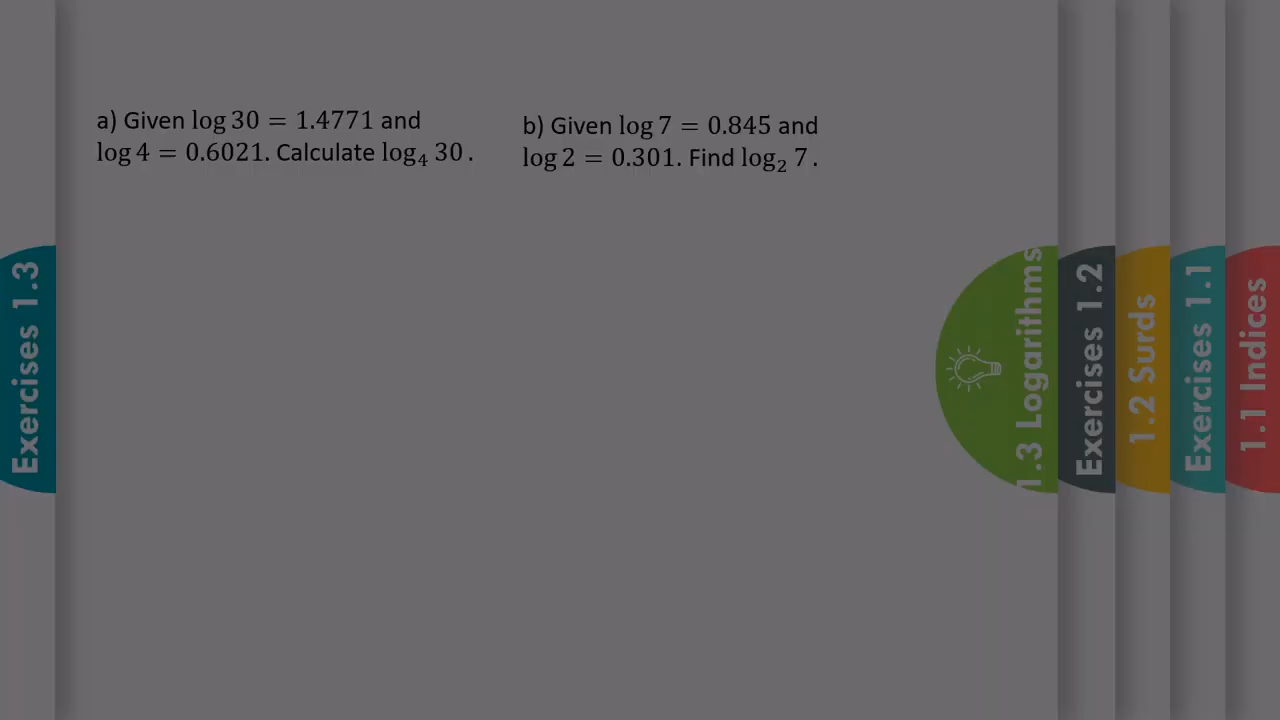 a) Given log 30 = 1.4771 and
log 4 = 0.6021. Calculate log₄ 30 .
b) Given log 7 = 0.845 and
log 2 = 0.301. Find log₂ 7 .
Exercises 1.3
1.3 Logarithms
Exercises 1.2
1.2 Surds
Exercises 1.1
1.1 Indices